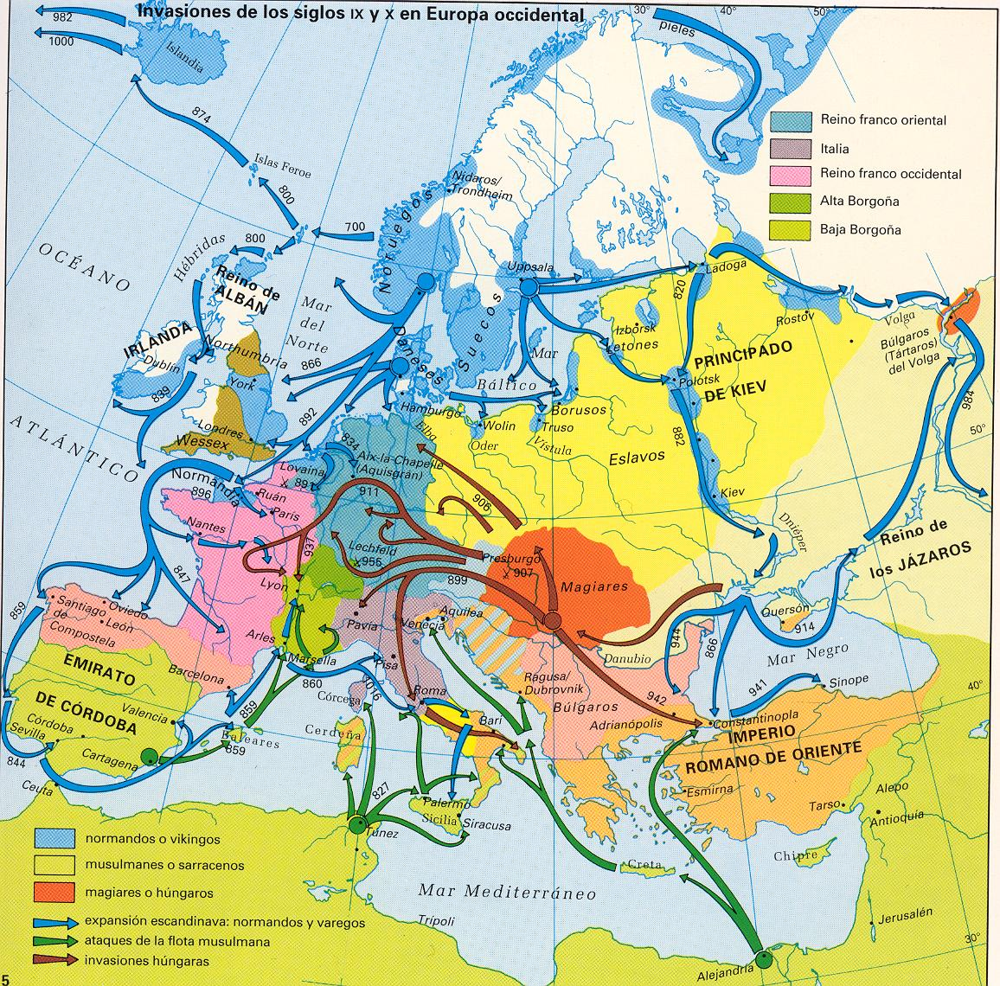 Invasiones de los siglos IX y X en Europa occidental
982
1000
Islandia
874
Islas Feroe
800
700
800
Hébridas
OCÉANO
ATLÁNTICO
Reino de
ALBÁN
IRLANDA
Dublín
Northumbria
York
Londres
Wessex
839
Mar
del
Norte
866
892
Noruegos
Nidaros/
Trondheim
Uppsala
Suecos
Daneses
Mar
Báltico
Hamburgo
Wolin
Oder
Elba
Truso
Vístula
Borusos
Eslavos
pieles
30°
40°
50°
Reino franco oriental
Italia
Reino franco occidental
Alta Borgoña
Baja Borgoña
Ladoga
820
Izborsk
Letones
Rostov
Volga
Búlgaros
(Tártaros)
del Volga
PRINCIPADO
DE KIEV
Polotsk
882
Kiev
Dniéper
984
50°
Reino de
los JÁZAROS
Normandía
896
Ruán
París
Nantes
Lovaina
891
834
Aix-la-Chapelle
(Aquisgrán)
911
906
937
Lechfeld
955
899
Presburgo
907
Magiares
Lyon
847
859
Santiago
de
Compostela
Oviedo
León
EMIRATO
DE CÓRDOBA
Barcelona
Valencia
Córdoba
Sevilla
Cartagena
844
Ceuta
Baleares
859
859
Arles
Marsella
860
Pavía
Venecia
Aquilea
Pisa
1016
Roma
Córcega
Cerdeña
Bari
827
Palermo
Sicilia
Siracusa
Túnez
Ragusa/
Dubrovnik
Búlgaros
Danubio
942
944
866
Adrianópolis
Constantinopla
Quersón
914
Mar Negro
941
Sinope
40°
IMPERIO
ROMANO DE ORIENTE
Esmirna
Tarso
Alepo
Antioquía
Chipre
Creta
Jerusalén
30°
Alejandría
Mar Mediterráneo
Trípoli
normandos o vikingos
musulmanes o sarracenos
magiares o húngaros
expansión escandinava: normandos y varegos
ataques de la flota musulmana
invasiones húngaras
5